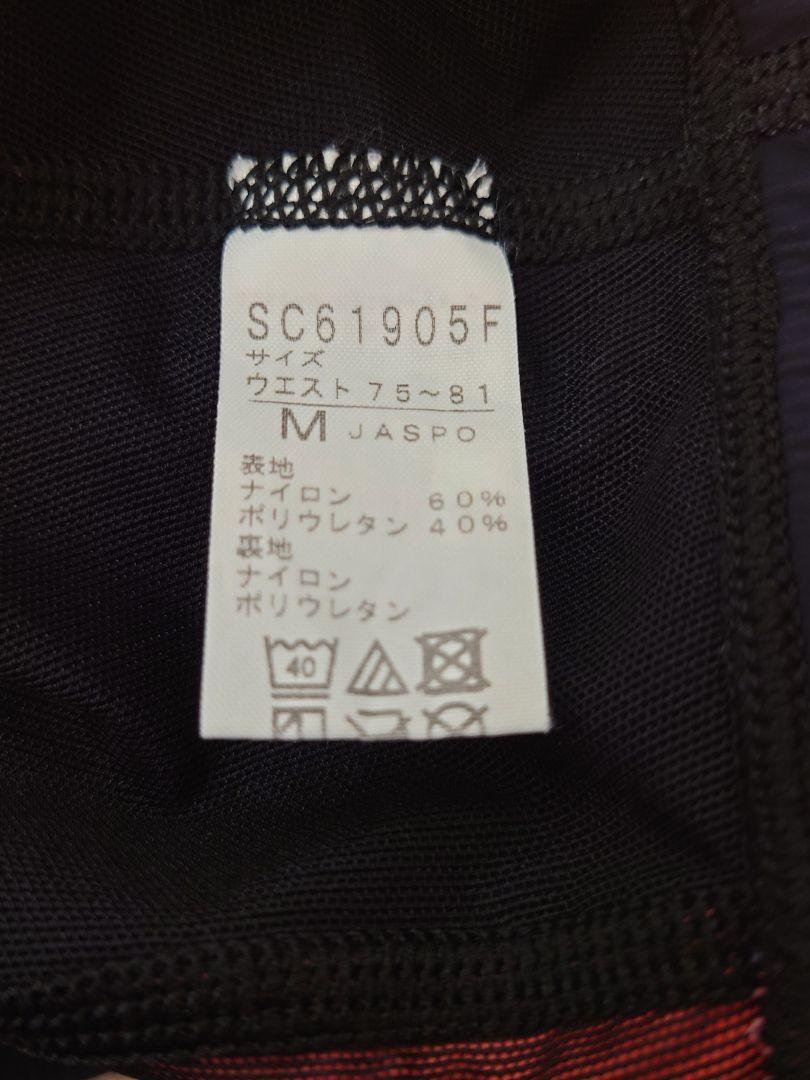 SC61905F
サイズ
ウエスト 75～81
M JASPO
表地
ナイロン 60%
ポリウレタン 40%
裏地
ナイロン
ポリウレタン
40